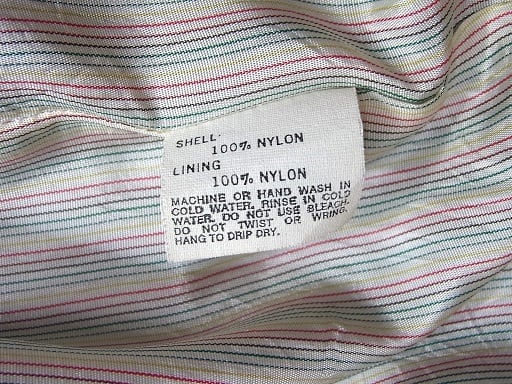 SHELL:
100% NYLON
LINING
100% NYLON
MACHINE OR HAND WASH IN
COLD WATER. RINSE IN COLD
WATER. DO NOT USE BLEACH.
DO NOT TWIST OR WRING.
HANG TO DRIP DRY.